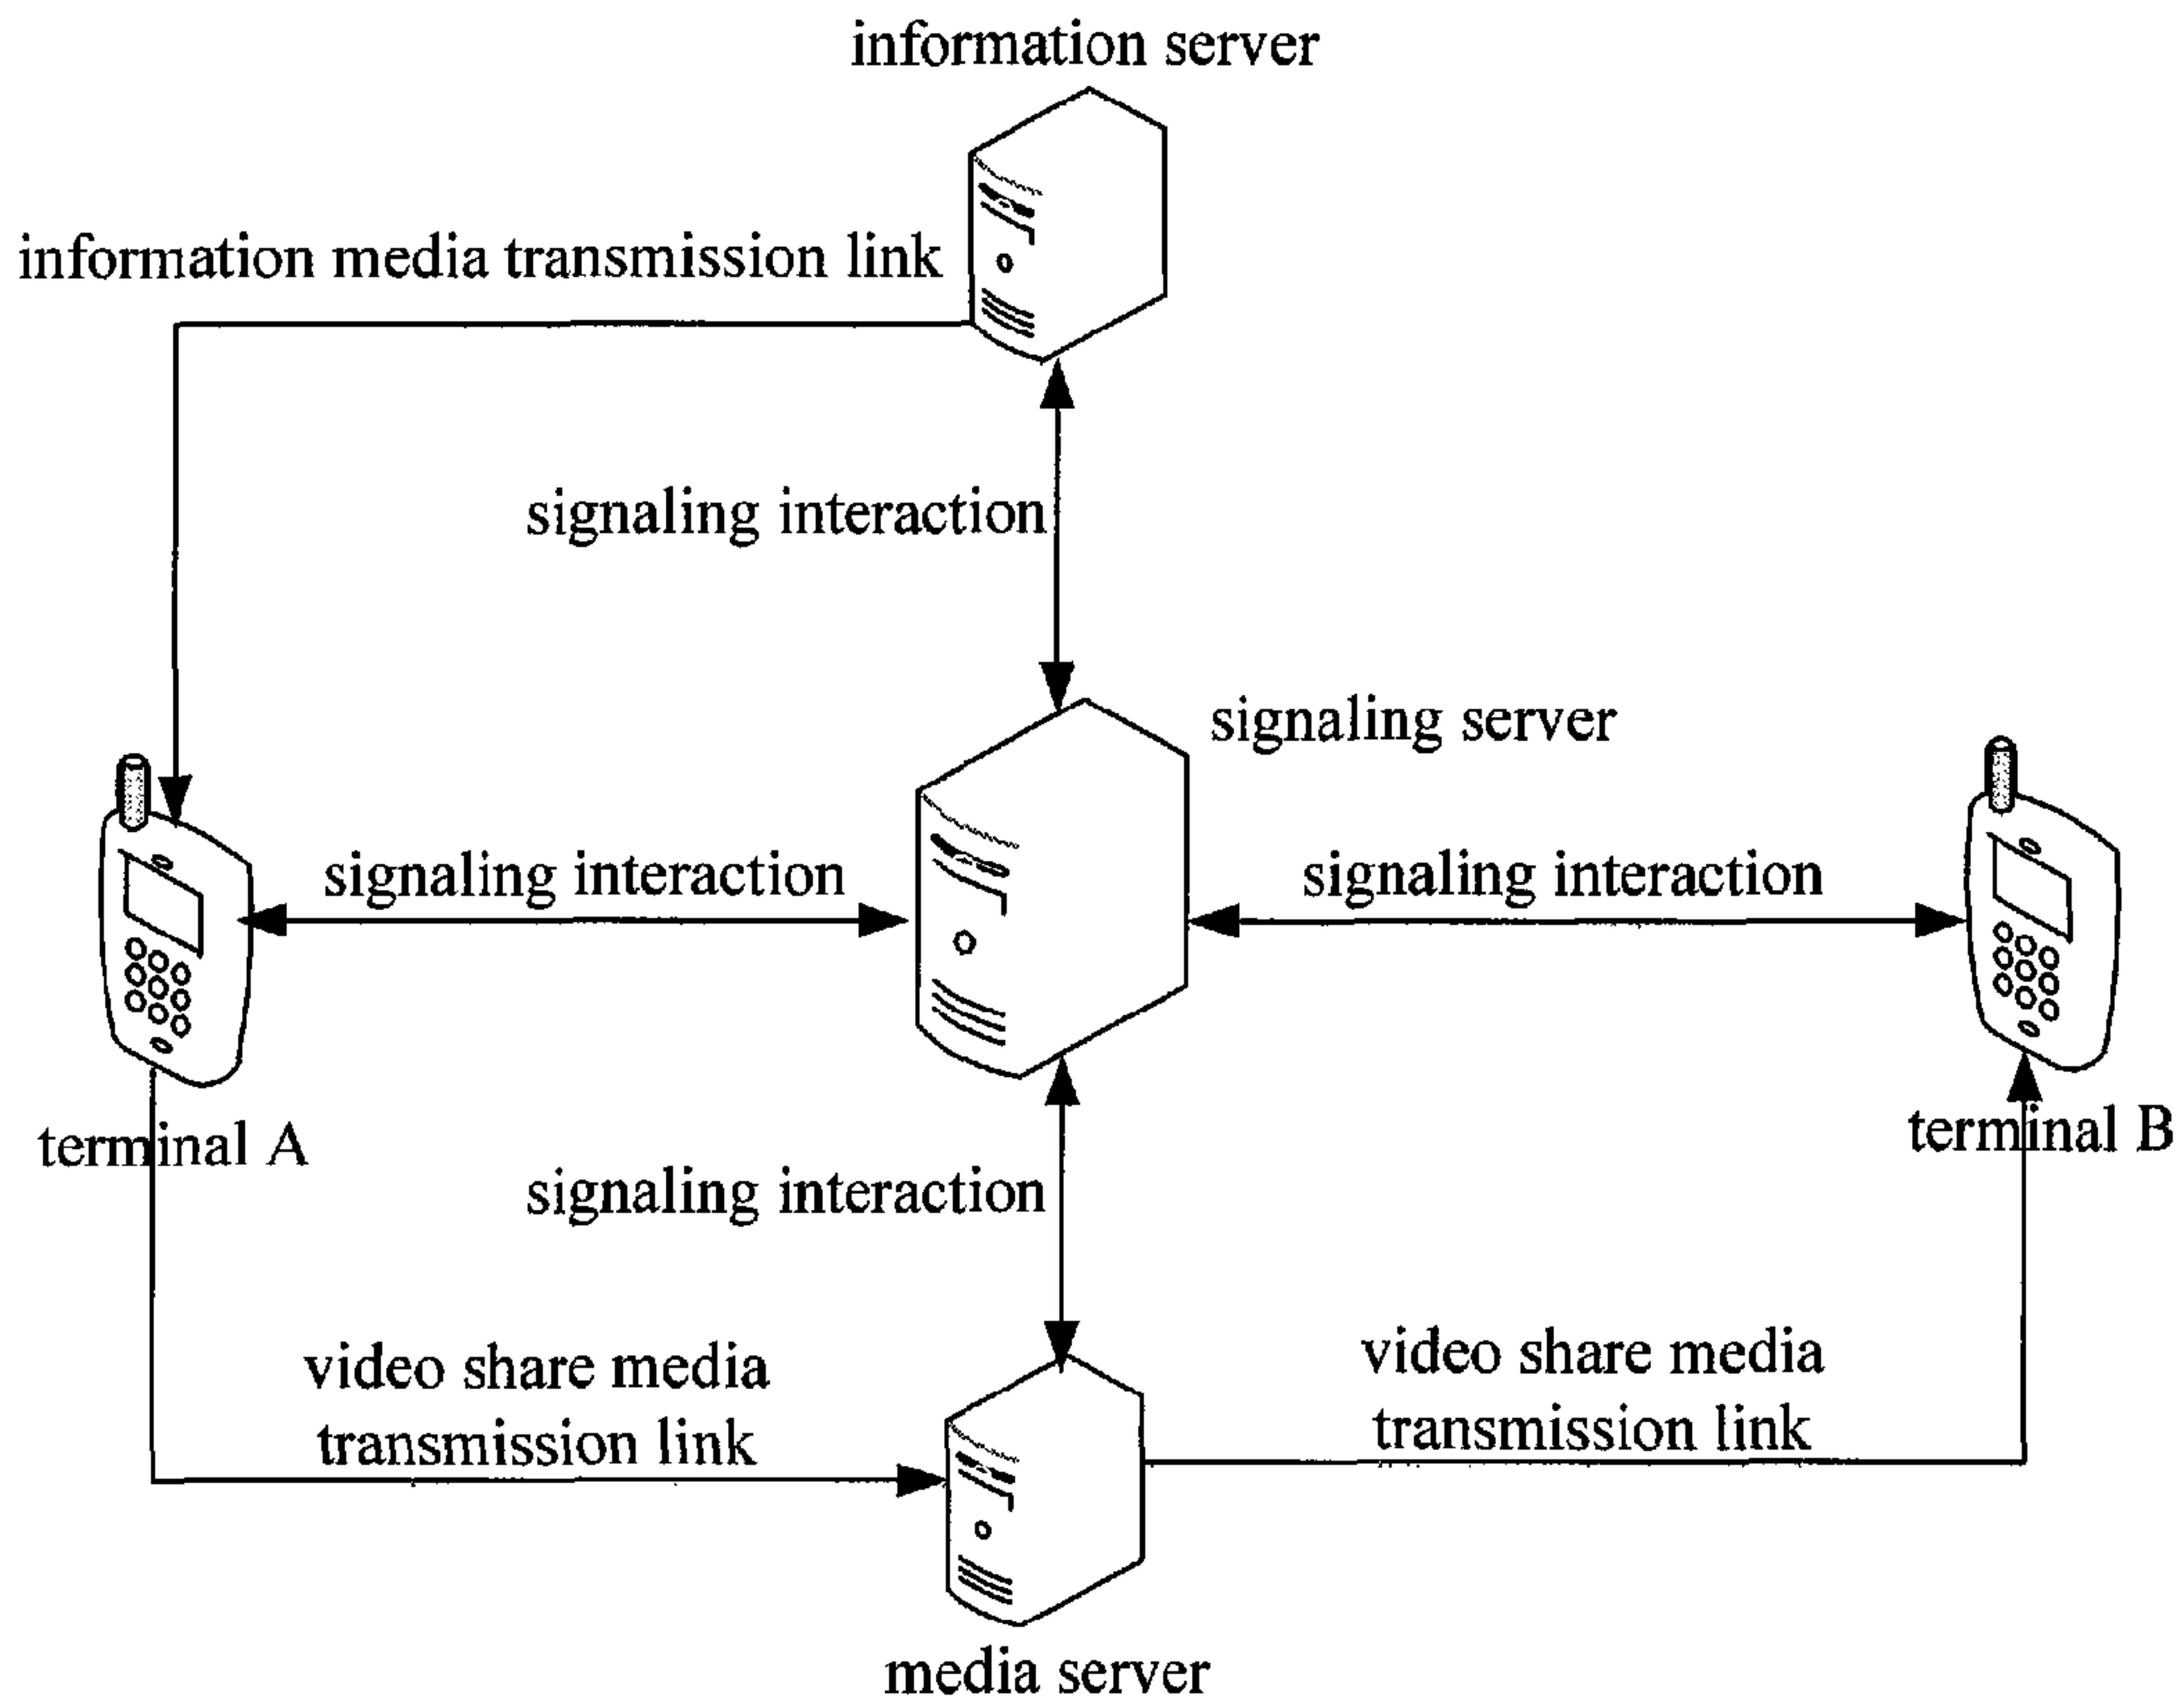 information server
information media transmission link
signaling interaction
signaling server
signaling interaction
signaling interaction
terminal A
terminal B
signaling interaction
video share media
transmission link
video share media
transmission link
media server